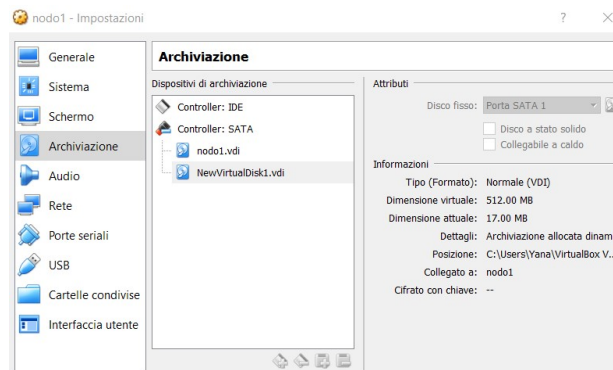 nodo1 - Impostazioni
?
Generale
Sistema
Schermo
Archiviazione
Audio
Rete
Porte seriali
USB
Cartelle condivise
Interfaccia utente
Archiviazione
Dispositivi di archiviazione
Controller: IDE
Controller: SATA
nodo1.vdi
NewVirtualDisk1.vdi
Attributi
Disco fisso: Porta SATA 1
Disco a stato solido
Collegabile a caldo
Informazioni
Tipo (Formato): Normale (VDI)
Dimensione virtuale: 512.00 MB
Dimensione attuale: 17.00 MB
Dettagli: Archiviazione allocata dinam
Posizione: C:\Users\Yana\VirtualBox V...
Collegato a: nodo1
Cifrato con chiave: --